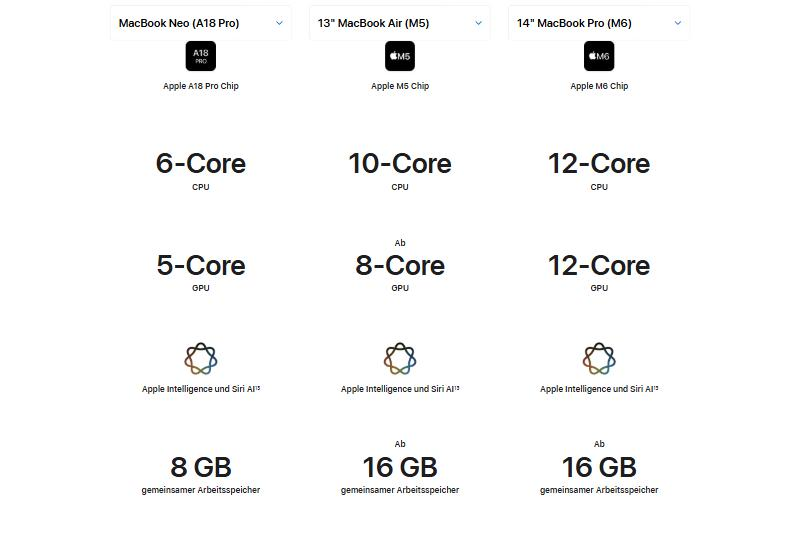 MacBook Neo (A18 Pro)
13" MacBook Air (M5)
14" MacBook Pro (M6)
A18
PRO
M5
M6
Apple A18 Pro Chip
Apple M5 Chip
Apple M6 Chip
6-Core
CPU
10-Core
CPU
12-Core
CPU
5-Core
GPU
Ab
8-Core
GPU
12-Core
GPU
Apple Intelligence und Siri AI¹³
Apple Intelligence und Siri AI¹³
Apple Intelligence und Siri AI¹³
8 GB
gemeinsamer Arbeitsspeicher
Ab
16 GB
gemeinsamer Arbeitsspeicher
Ab
16 GB
gemeinsamer Arbeitsspeicher